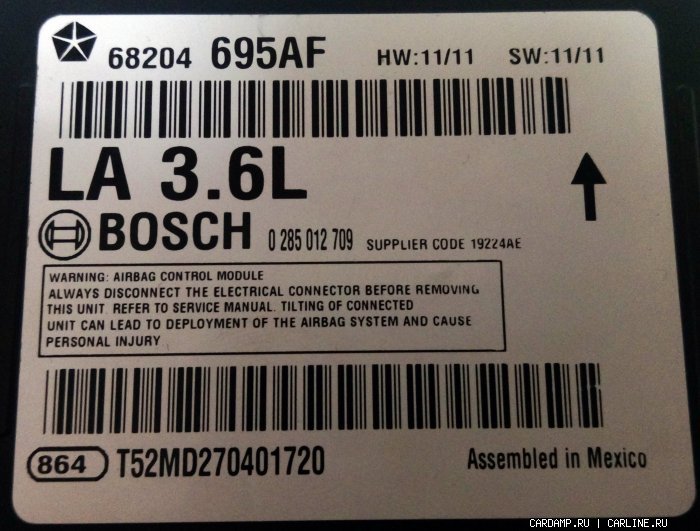 68204 695AF HW:11/11 SW:11/11
LA 3.6L
BOSCH 0 285 012 709 SUPPLIER CODE 19224AE
WARNING: AIRBAG CONTROL MODULE
ALWAYS DISCONNECT THE ELECTRICAL CONNECTOR BEFORE REMOVING
THIS UNIT. REFER TO SERVICE MANUAL. TILTING OF CONNECTED
UNIT CAN LEAD TO DEPLOYMENT OF THE AIRBAG SYSTEM AND CAUSE
PERSONAL INJURY
864 T52MD270401720 Assembled in Mexico
CARDAMP.RU | CARLINE.RU